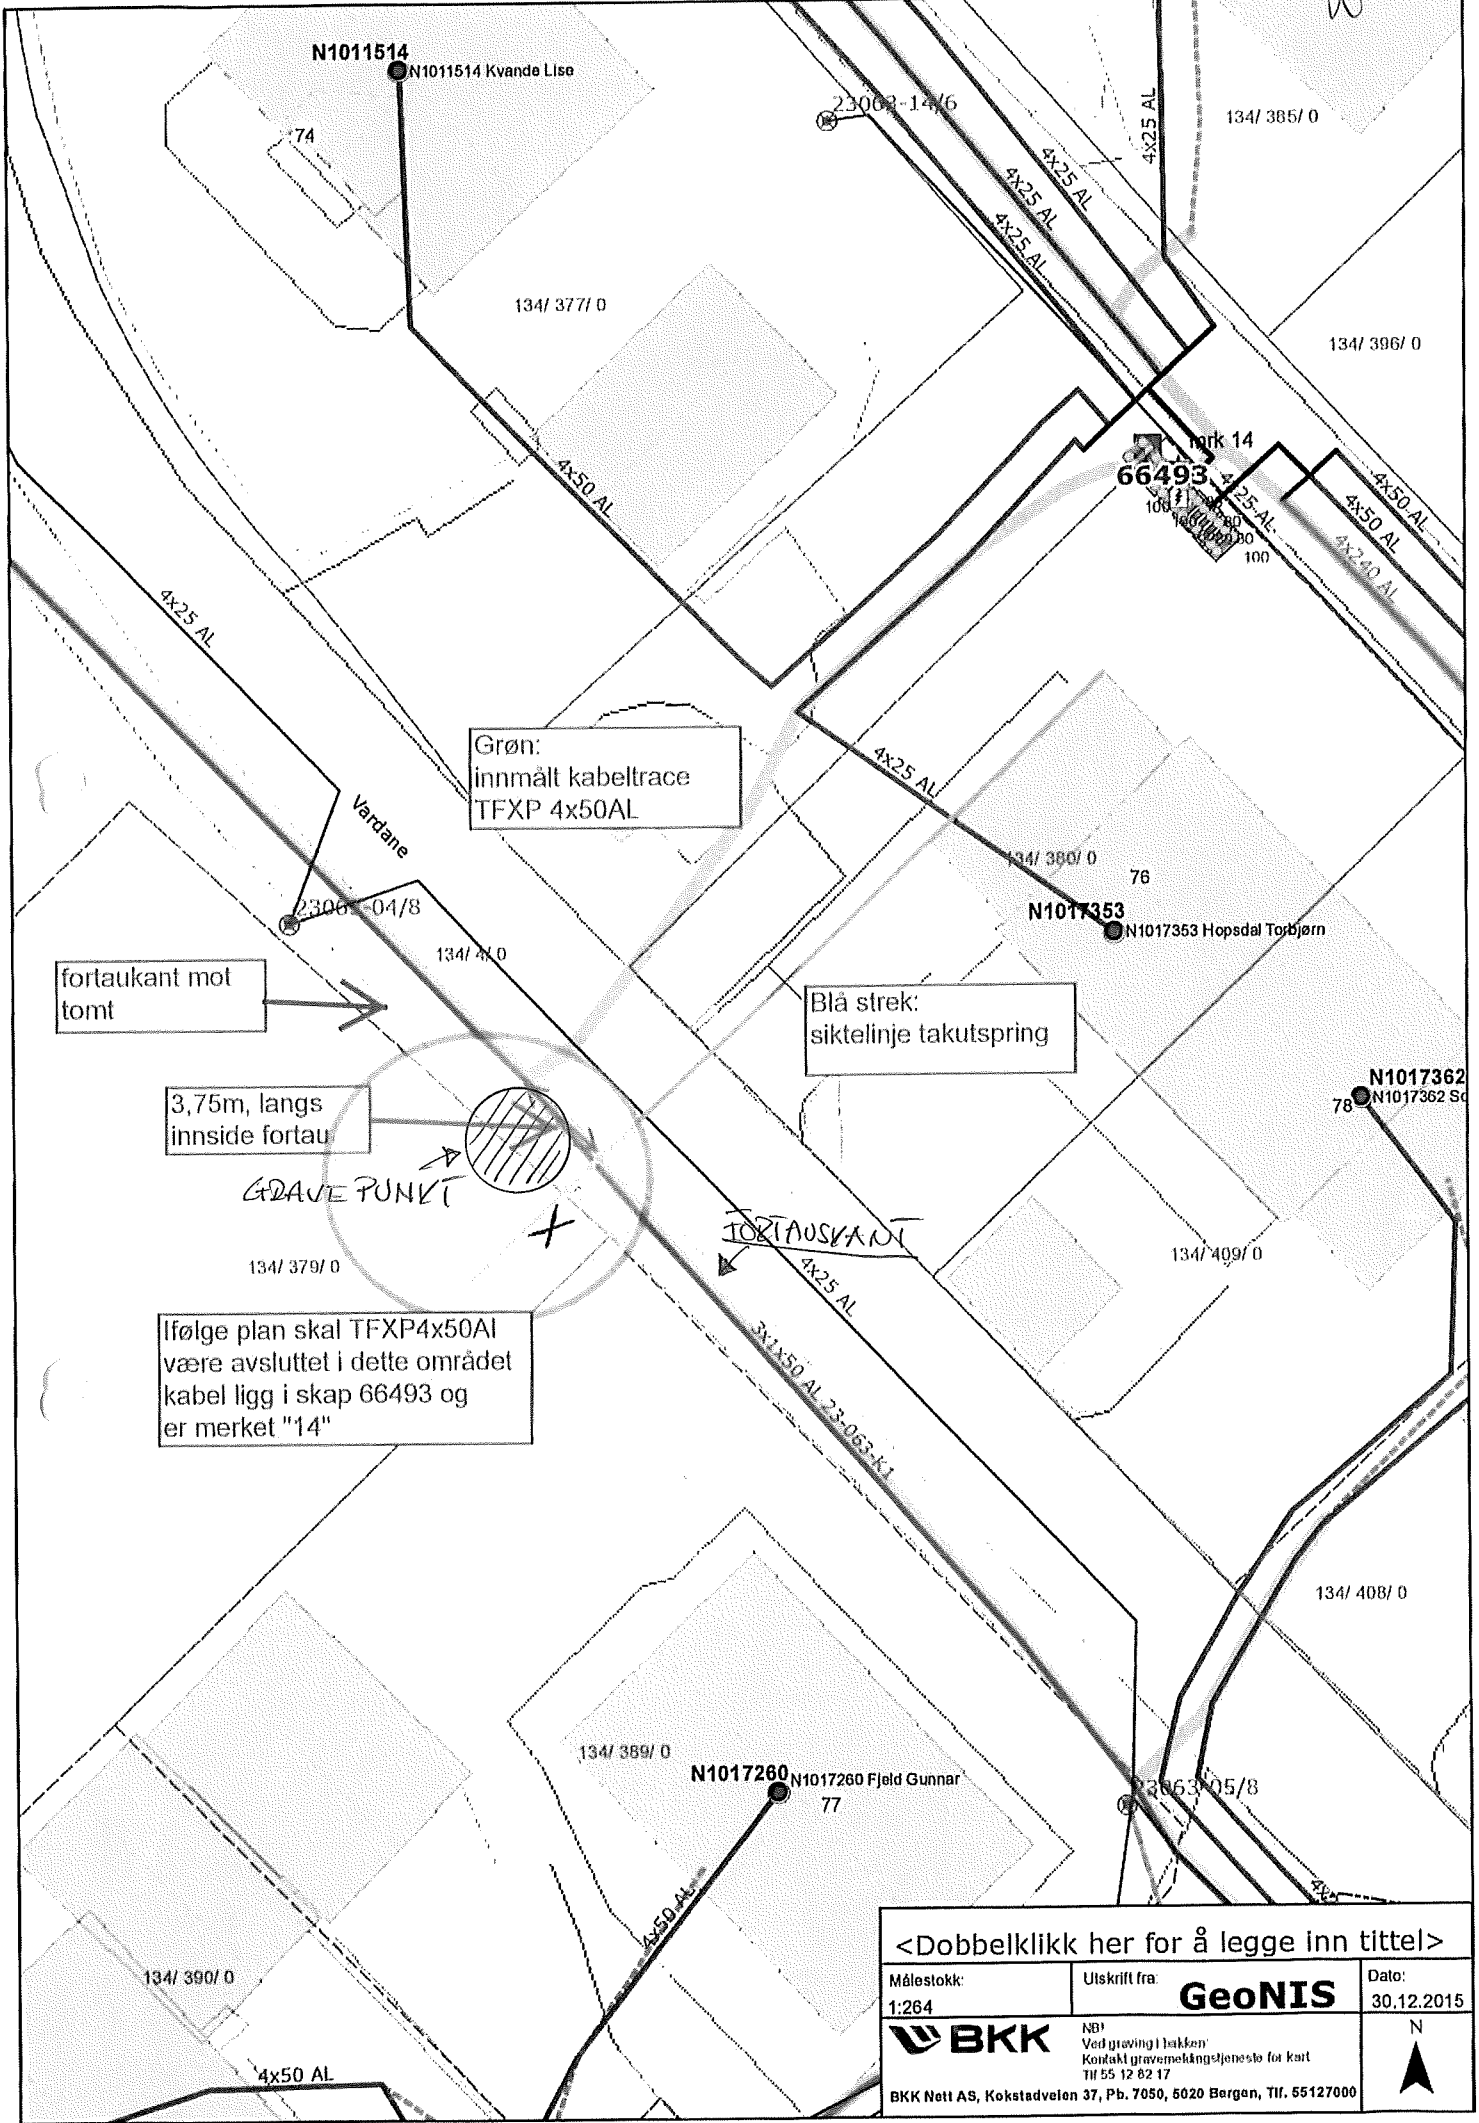 N1011514
N1011514 Kvande Lise
74
23063-14/6
4x25 AL
134/ 385/ 0
4x25 AL
4x25 AL
4x25 AL
134/ 377/ 0
134/ 396/ 0
mrk 14
66493
4x50 AL
4x25 AL
4x50 AL
4x50 AL
4x240 AL
100
80
100
4x25 AL
Grøn:
innmålt kabeltrace
TFXP 4x50AL
4x25 AL
Vardane
134/ 380/ 0
76
N1017353
N1017353 Hopsdal Torbjørn
23063-04/8
134/ 4/ 0
fortaukant mot
tomt
Blå strek:
siktelinje takutspring
N1017362
78
3,75m, langs
innside fortau
GRAVEPUNKT
X
FORTAUSKANT
134/ 379/ 0
134/ 409/ 0
4x25 AL
Ifølge plan skal TFXP4x50Al
være avsluttet i dette området
kabel ligg i skap 66493 og
er merket "14"
3x1x50 AL 23-063-K1
134/ 408/ 0
134/ 389/ 0
N1017260
N1017260 Fjeld Gunnar
77
23063-05/8
4x50 AL
134/ 390/ 0
4x50 AL
<Dobbelklikk her for å legge inn tittel>
Målestokk:
1:264
Utskrift fra:
GeoNIS
Dato:
30.12.2015
BKK
NB!
Ved graving i bakken
Kontakt gravemeldingstjeneste for kart
Tlf 55 12 82 17
BKK Nett AS, Kokstadveien 37, Pb. 7050, 5020 Bergen, Tlf. 55127000
N